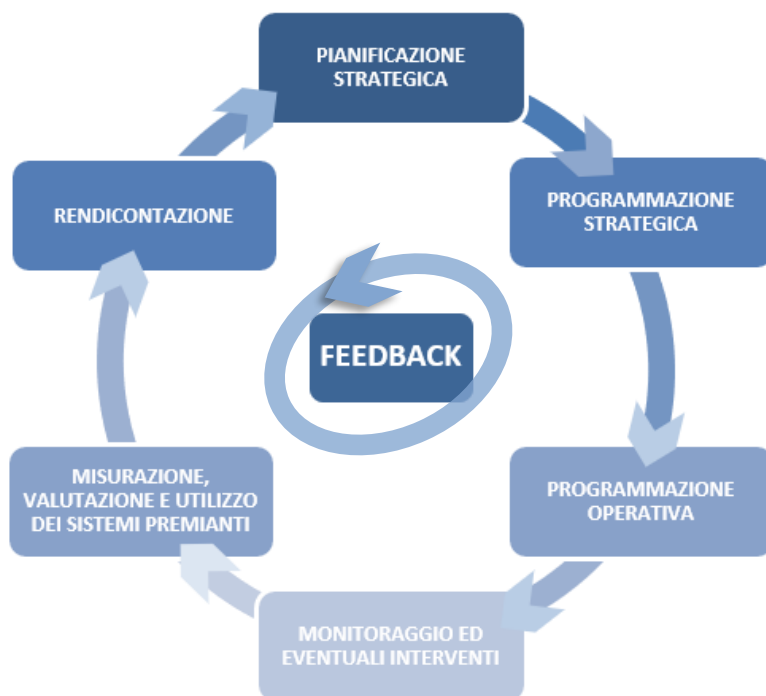 PIANIFICAZIONE
STRATEGICA
PROGRAMMAZIONE
STRATEGICA
PROGRAMMAZIONE
OPERATIVA
MONITORAGGIO ED
EVENTUALI INTERVENTI
MISURAZIONE,
VALUTAZIONE E UTILIZZO
DEI SISTEMI PREMIANTI
RENDICONTAZIONE
FEEDBACK